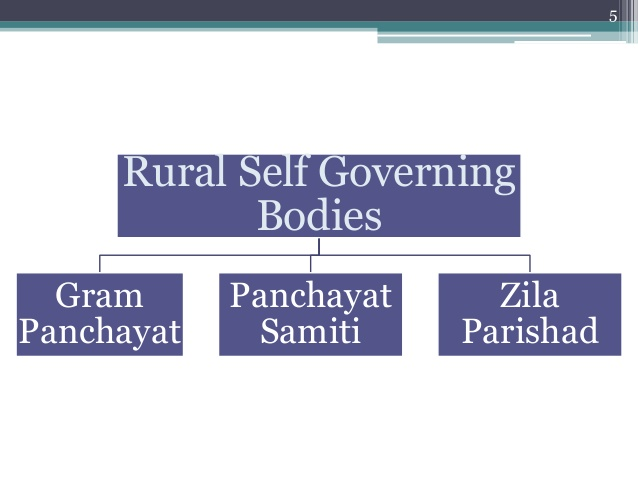 5
Rural Self Governing
Bodies
Gram
Panchayat
Panchayat
Samiti
Zila
Parishad